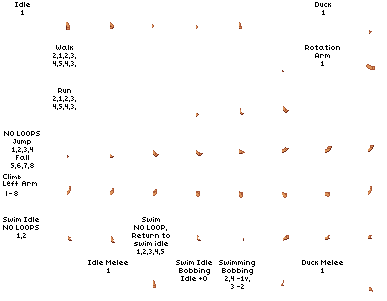 Idle
1
Duck
1
Walk
2,1,2,3,
4,5,4,3,
Rotation
Arm
1
Run
2,1,2,3,
4,5,4,3,
NO LOOPS
Jump
1,2,3,4
Fall
5,6,7,8
Climb
Left Arm
1-8
Swim Idle
NO LOOPS
1,2
Swim
NO LOOP,
Return to
swim idle
1,2,3,4,5
Idle Melee
1
Swim Idle
Bobbing
Idle +0
Swimming
Bobbing
2,4 -1v,
3 -2
Duck Melee
1